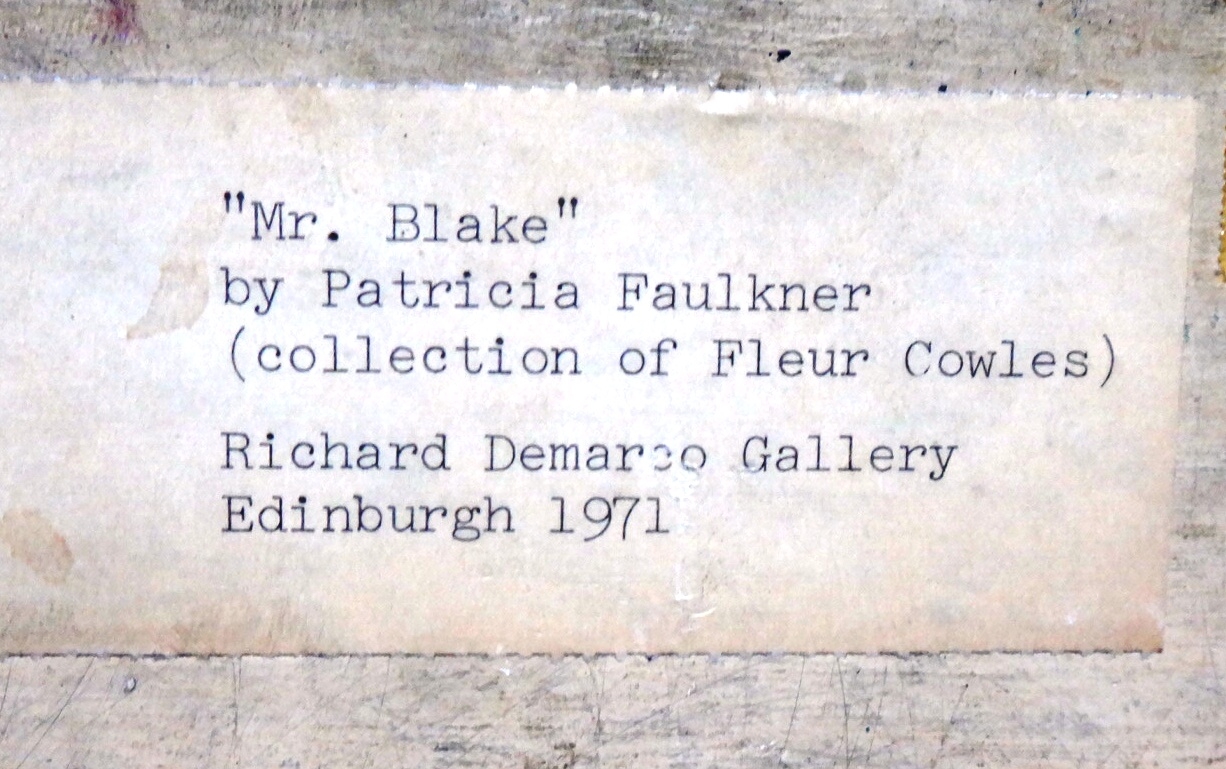 "Mr. Blake"
by Patricia Faulkner
(collection of Fleur Cowles)
Richard Demarco Gallery
Edinburgh 1971